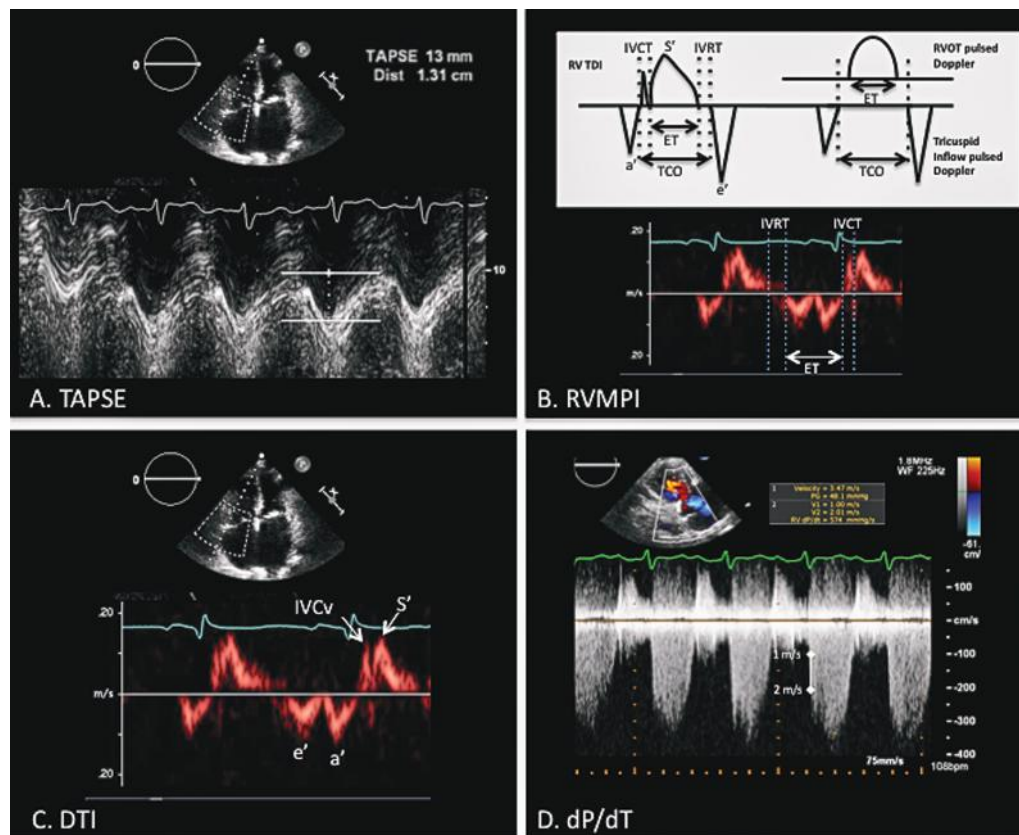 0
P
TAPSE 13 mm
Dist 1.31 cm
10
A. TAPSE
IVCT S' IVRT
RV TDI
RVOT pulsed
Doppler
ET
ET
a'
TCO
e'
TCO
Tricuspid
Inflow pulsed
Doppler
IVRT IVCT
.20
m/s
.20
ET
B. RVMPI
0
P
.20
IVCv
S'
m/s
e' a'
.20
C. DTI
1.8MHz
WF 225Hz
1 Velocity = 3.47 m/s
PG = 48.1 mmHg
2 V1 = 1.00 m/s
V2 = 2.01 m/s
RV dP/dt = 574 mmHg/s
-61.
cm/
100
cm/s
1 m/s
-100
2 m/s
-200
-300
75mm/s
-400
108bpm
D. dP/dT